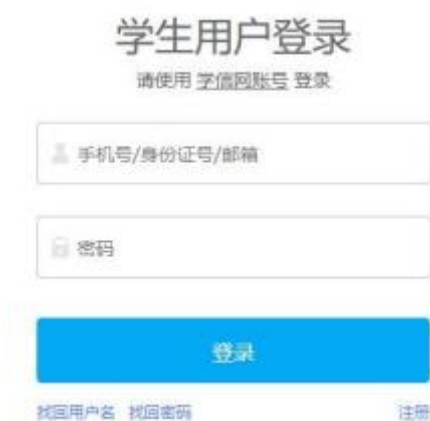 学生用户登录
请使用 学信网账号 登录
手机号/身份证号/邮箱
密码
登录
找回用户名 找回密码 注册